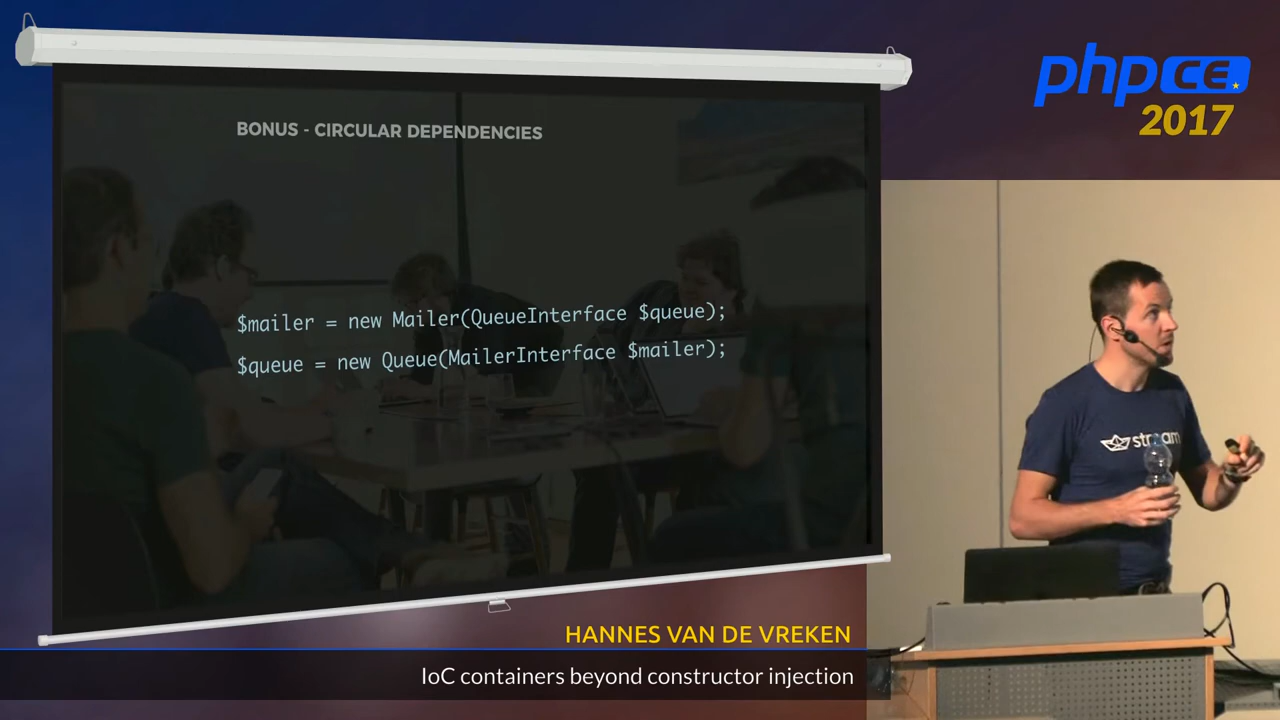 phpCE
2017
BONUS - CIRCULAR DEPENDENCIES
$mailer = new Mailer(QueueInterface $queue);
$queue = new Queue(MailerInterface $mailer);
stream
HANNES VAN DE VREKEN
IoC containers beyond constructor injection